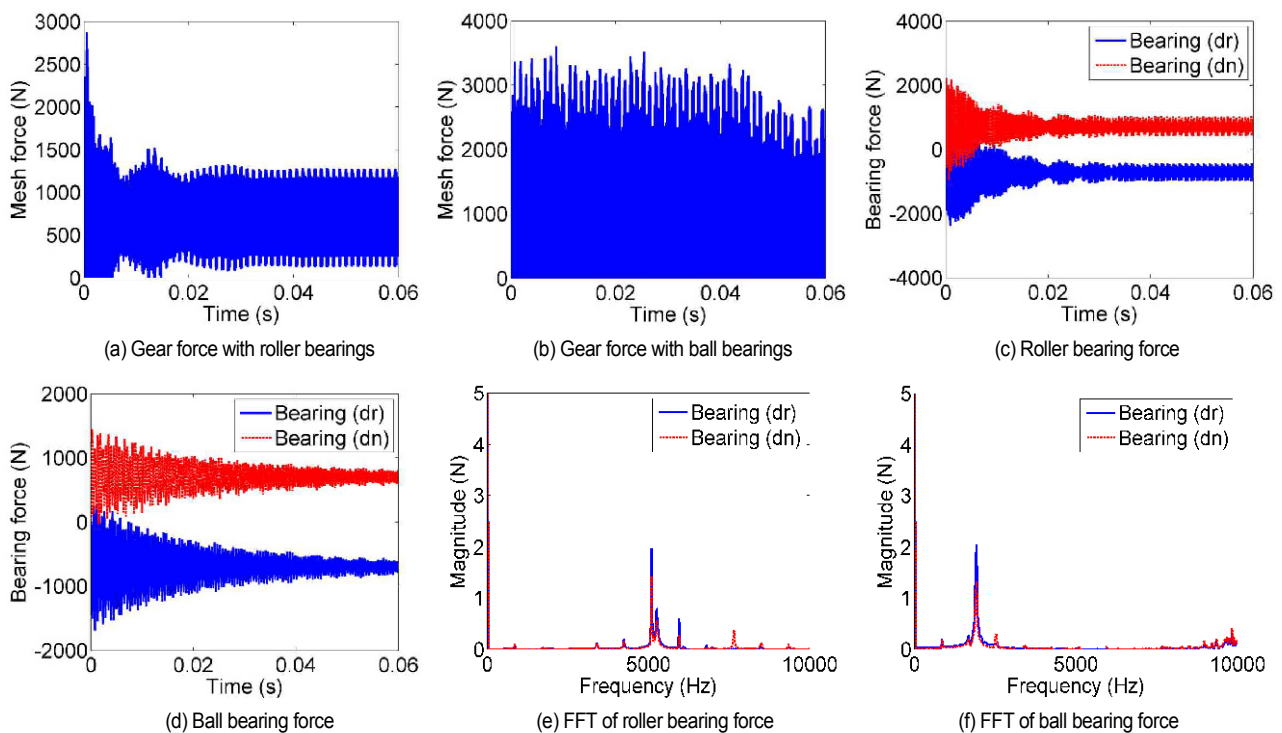 3000
2500
2000
1500
1000
500
0
Mesh force (N)
0 0.02 0.04 0.06
Time (s)
(a) Gear force with roller bearings
4000
3000
2000
1000
0
Mesh force (N)
0 0.02 0.04 0.06
Time (s)
(b) Gear force with ball bearings
4000
2000
0
-2000
-4000
Bearing force (N)
Bearing (dr)
Bearing (dn)
0 0.02 0.04 0.06
Time (s)
(c) Roller bearing force
2000
1000
0
-1000
-2000
Bearing force (N)
Bearing (dr)
Bearing (dn)
0 0.02 0.04 0.06
Time (s)
(d) Ball bearing force
5
4
3
2
1
0
Magnitude (N)
Bearing (dr)
Bearing (dn)
0 5000 10000
Frequency (Hz)
(e) FFT of roller bearing force
5
4
3
2
1
0
Magnitude (N)
Bearing (dr)
Bearing (dn)
0 5000 10000
Frequency (Hz)
(f) FFT of ball bearing force